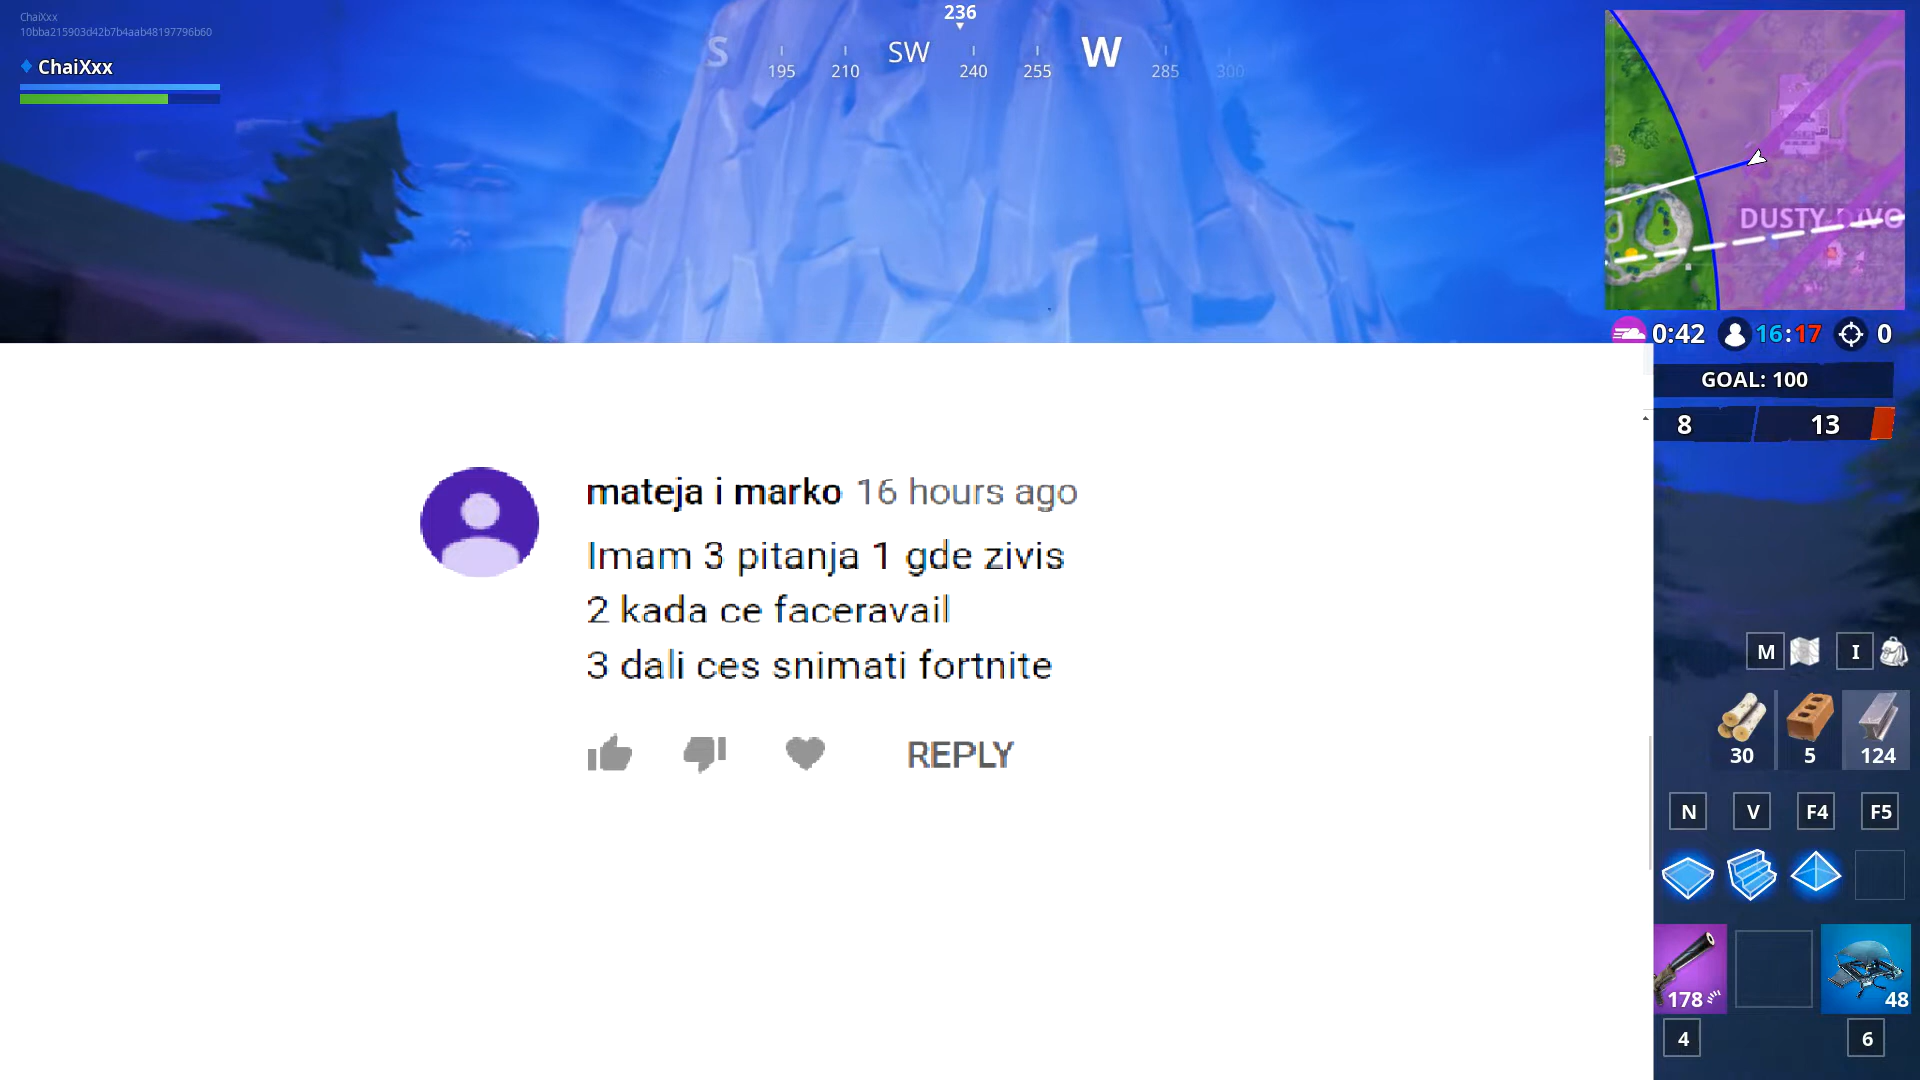 ChaiXxx
10bba215903d42b7b4aab48197796b60
ChaiXxx
236
S 195 210 SW 240 255 W 285 300
DUSTY DIVO
0:42 16:17 0
GOAL: 100
8 13
mateja i marko 16 hours ago
Imam 3 pitanja 1 gde zivis
2 kada ce faceravail
3 dali ces snimati fortnite
REPLY
M I
30 5 124
N V F4 F5
178 48
4 6